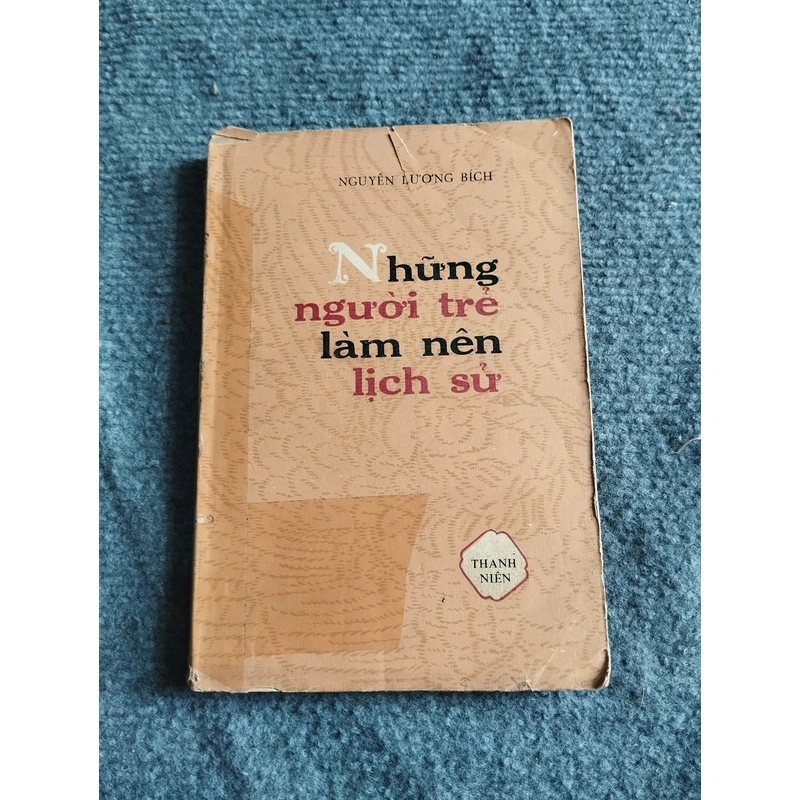 NGUYỄN LƯƠNG BÍCH
Những
người trẻ
làm nên
lịch sử
THANH
NIÊN